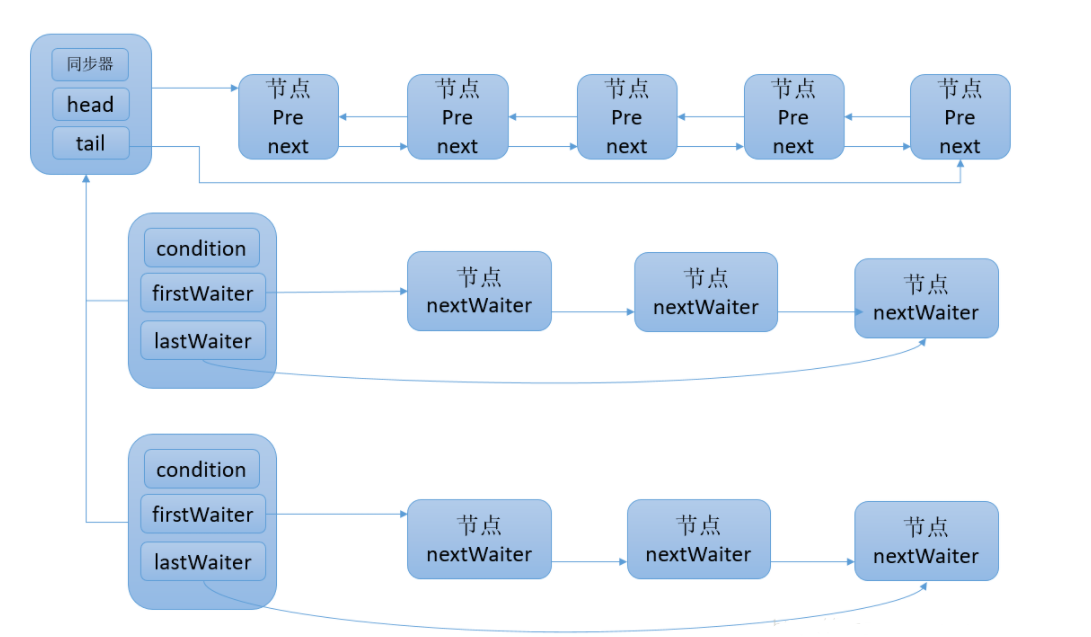 同步器
head
tail
节点
Pre
next
节点
Pre
next
节点
Pre
next
节点
Pre
next
节点
Pre
next
condition
firstWaiter
lastWaiter
节点
nextWaiter
节点
nextWaiter
节点
nextWaiter
condition
firstWaiter
lastWaiter
节点
nextWaiter
节点
nextWaiter
节点
nextWaiter